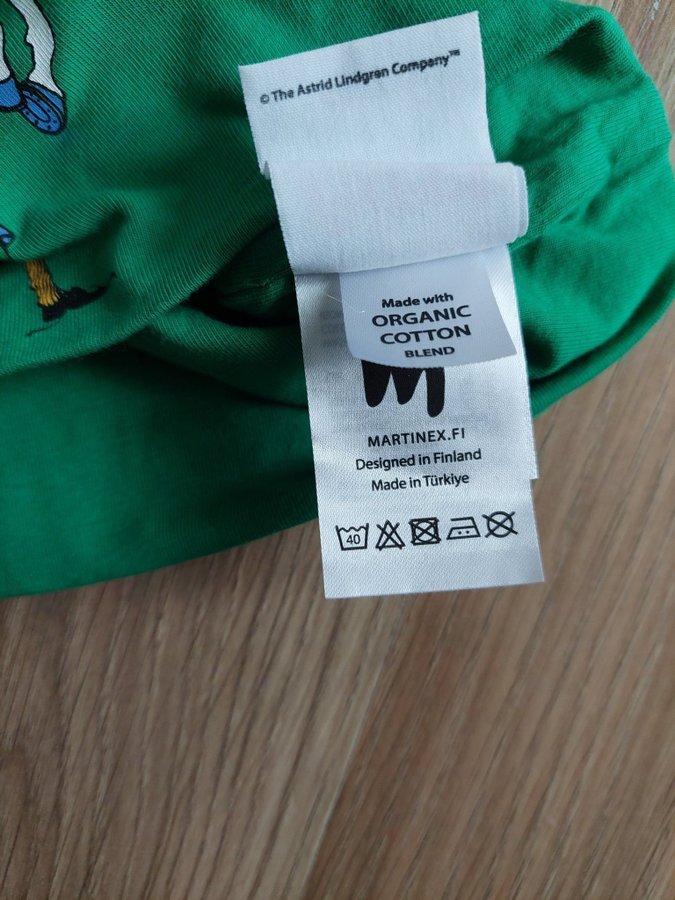 © The Astrid Lindgren Company™
Made with
ORGANIC
COTTON
BLEND
M
MARTINEX.FI
Designed in Finland
Made in Türkiye
40